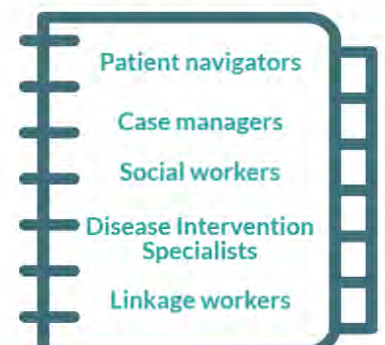 Patient navigators
Case managers
Social workers
Disease Intervention
Specialists
Linkage workers